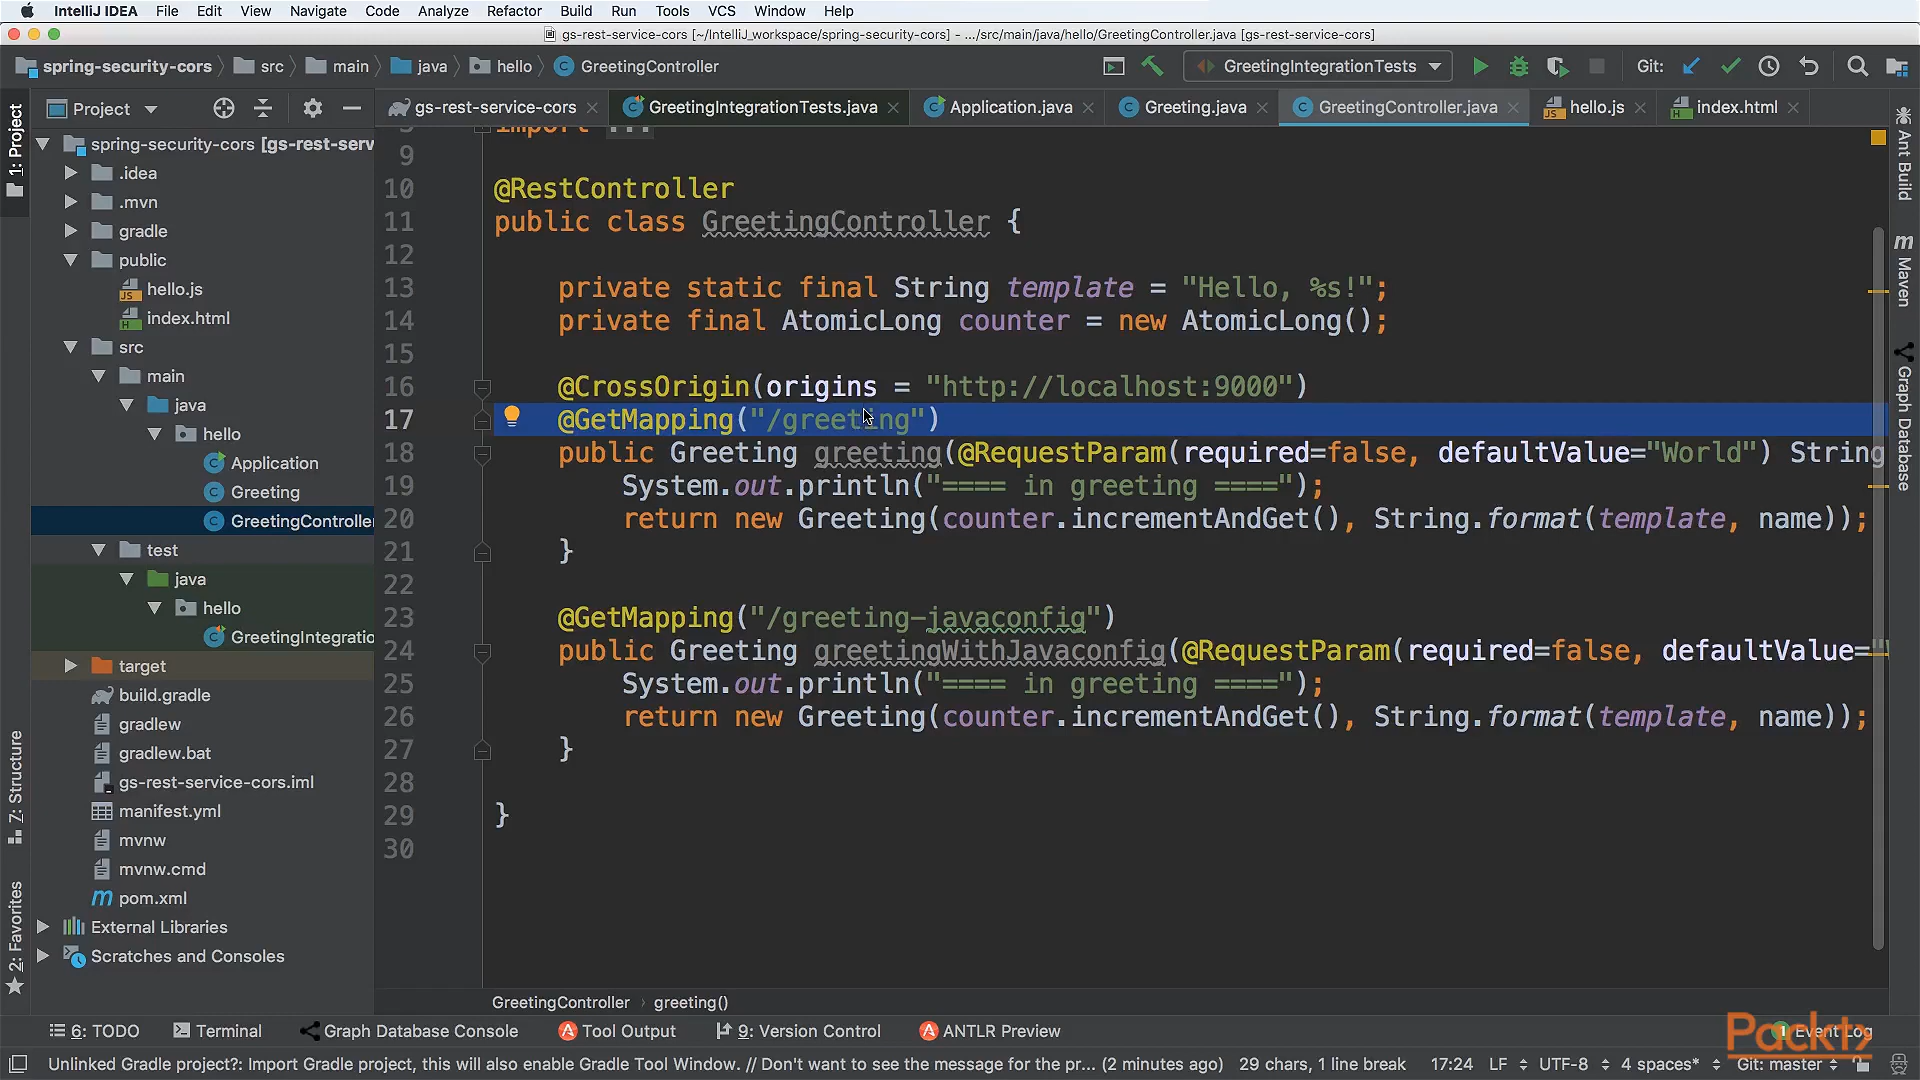 IntelliJ IDEA File Edit View Navigate Code Analyze Refactor Build Run Tools VCS Window Help
gs-rest-service-cors [~/IntelliJ_workspace/spring-security-cors] - .../src/main/java/hello/GreetingController.java [gs-rest-service-cors]
spring-security-cors src main java hello GreetingController GreetingIntegrationTests Git:
Project gs-rest-service-cors GreetingIntegrationTests.java Application.java Greeting.java GreetingController.java hello.js index.html
1: Project
7: Structure
2: Favorites
spring-security-cors [gs-rest-serv
.idea
.mvn
gradle
public
hello.js
index.html
src
main
java
hello
Application
Greeting
GreetingController
test
java
hello
GreetingIntegratio
target
build.gradle
gradlew
gradlew.bat
gs-rest-service-cors.iml
manifest.yml
mvnw
mvnw.cmd
pom.xml
External Libraries
Scratches and Consoles
import ...
9
10 @RestController
11 public class GreetingController {
12
13 private static final String template = "Hello, %s!";
14 private final AtomicLong counter = new AtomicLong();
15
16 @CrossOrigin(origins = "http://localhost:9000")
17 @GetMapping("/greeting")
18 public Greeting greeting(@RequestParam(required=false, defaultValue="World") String
19 System.out.println("==== in greeting ====");
20 return new Greeting(counter.incrementAndGet(), String.format(template, name));
21 }
22
23 @GetMapping("/greeting-javaconfig")
24 public Greeting greetingWithJavaconfig(@RequestParam(required=false, defaultValue="
25 System.out.println("==== in greeting ====");
26 return new Greeting(counter.incrementAndGet(), String.format(template, name));
27 }
28
29 }
30
Ant Build
m Maven
Graph Database
GreetingController › greeting()
6: TODO Terminal Graph Database Console Tool Output 9: Version Control ANTLR Preview 1 Event Log
Packt>
Unlinked Gradle project?: Import Gradle project, this will also enable Gradle Tool Window. // Don't want to see the message for the pr... (2 minutes ago) 29 chars, 1 line break 17:24 LF UTF-8 4 spaces* Git: master